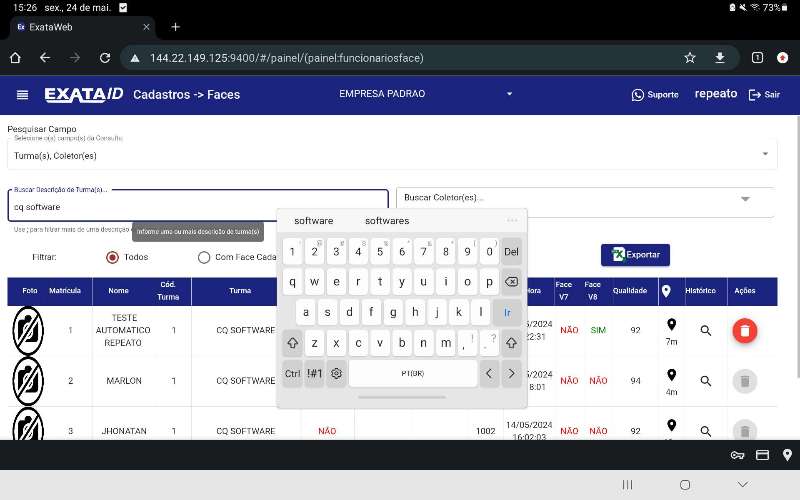 15:26 sex., 24 de mai.
73%
Ex ExataWeb
144.22.149.125:9400/#/painel/(painel:funcionariosface)
1
EXATA ID Cadastros -> Faces
EMPRESA PADRAO
Suporte repeato Sair
Pesquisar Campo
Selecione o(s) campo(s) da Consulta
Turma(s), Coletor(es)
Buscar Descrição de Turma(s)...
cq software
Buscar Coletor(es)...
Use ; para filtrar mais de uma descrição
Informe uma ou mais descrição de turma(s)
Filtrar: Todos Com Face Cada
Exportar
software softwares ...
1 2 3 4 5 6 7 8 9 0 Del
q w e r t y u i o p
a s d f g h j k l Ir
z x c v b n m , ! . ?
Ctrl !#1 PT(BR) < >
Foto Matrícula Nome Cód. Turma Turma Hora Face V7 Face V8 Qualidade Histórico Ações
1 TESTE AUTOMATICO REPEATO 1 CQ SOFTWARE 5/2024 22:31 NÃO SIM 92 7m
2 MARLON 1 CQ SOFTWARE 5/2024 8:01 NÃO NÃO 94 4m
3 JHONATAN 1 CQ SOFTWARE NÃO 1002 14/05/2024 16:02:03 NÃO NÃO 92